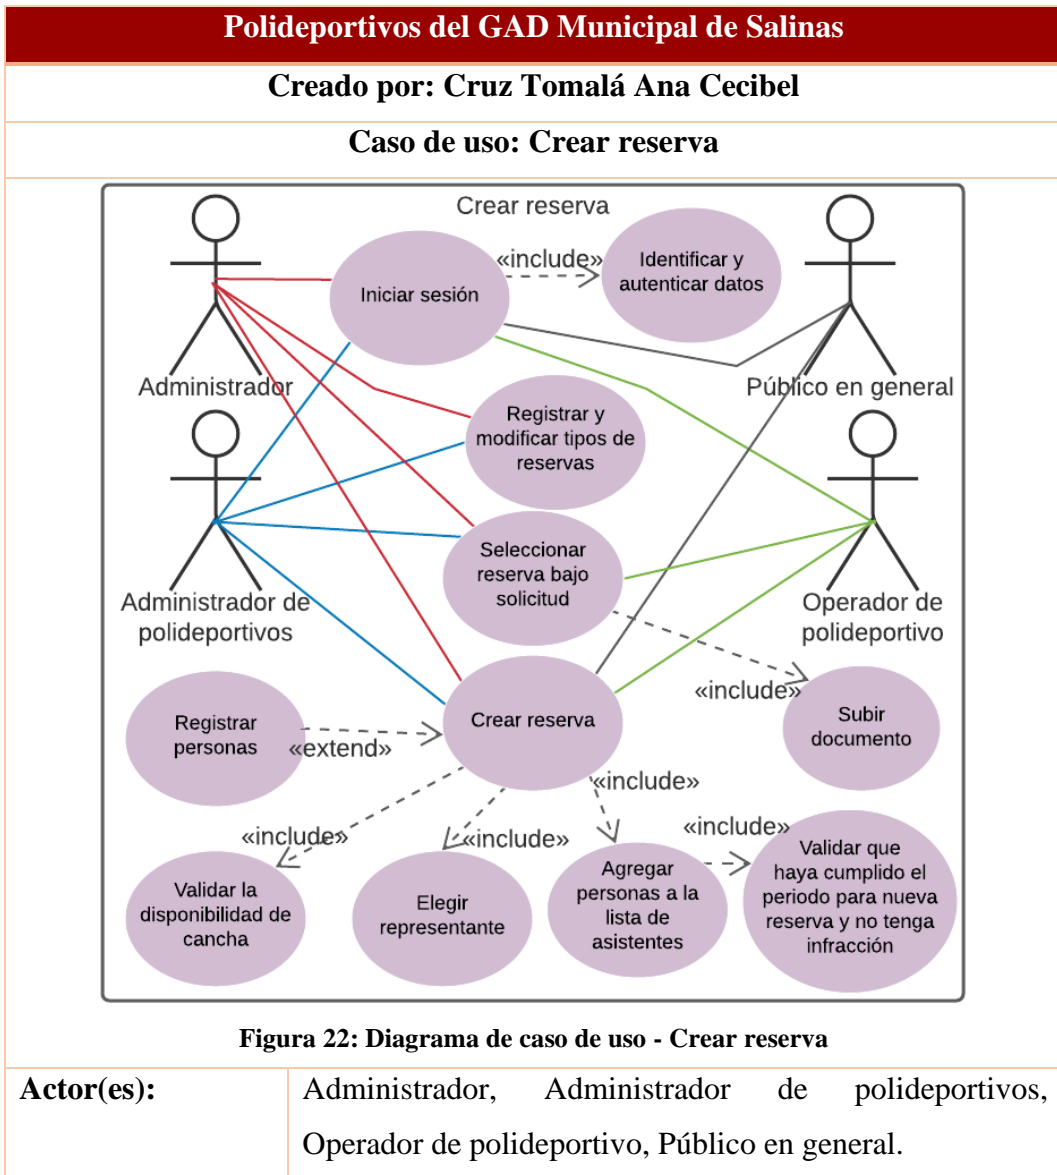 Polideportivos del GAD Municipal de Salinas
Creado por: Cruz Tomalá Ana Cecibel
Caso de uso: Crear reserva
Crear reserva
Iniciar sesión
«include»
Identificar y
autenticar datos
Administrador
Público en general
Registrar y
modificar tipos de
reservas
Administrador de
polideportivos
Seleccionar
reserva bajo
solicitud
Operador de
polideportivo
«include»
Subir
documento
Registrar
personas
«extend»
Crear reserva
«include»
«include»
«include»
«include»
Validar la
disponibilidad de
cancha
Elegir
representante
Agregar
personas a la
lista de
asistentes
Validar que
haya cumplido el
periodo para nueva
reserva y no tenga
infracción
Figura 22: Diagrama de caso de uso - Crear reserva
Actor(es):
Administrador, Administrador de polideportivos,
Operador de polideportivo, Público en general.